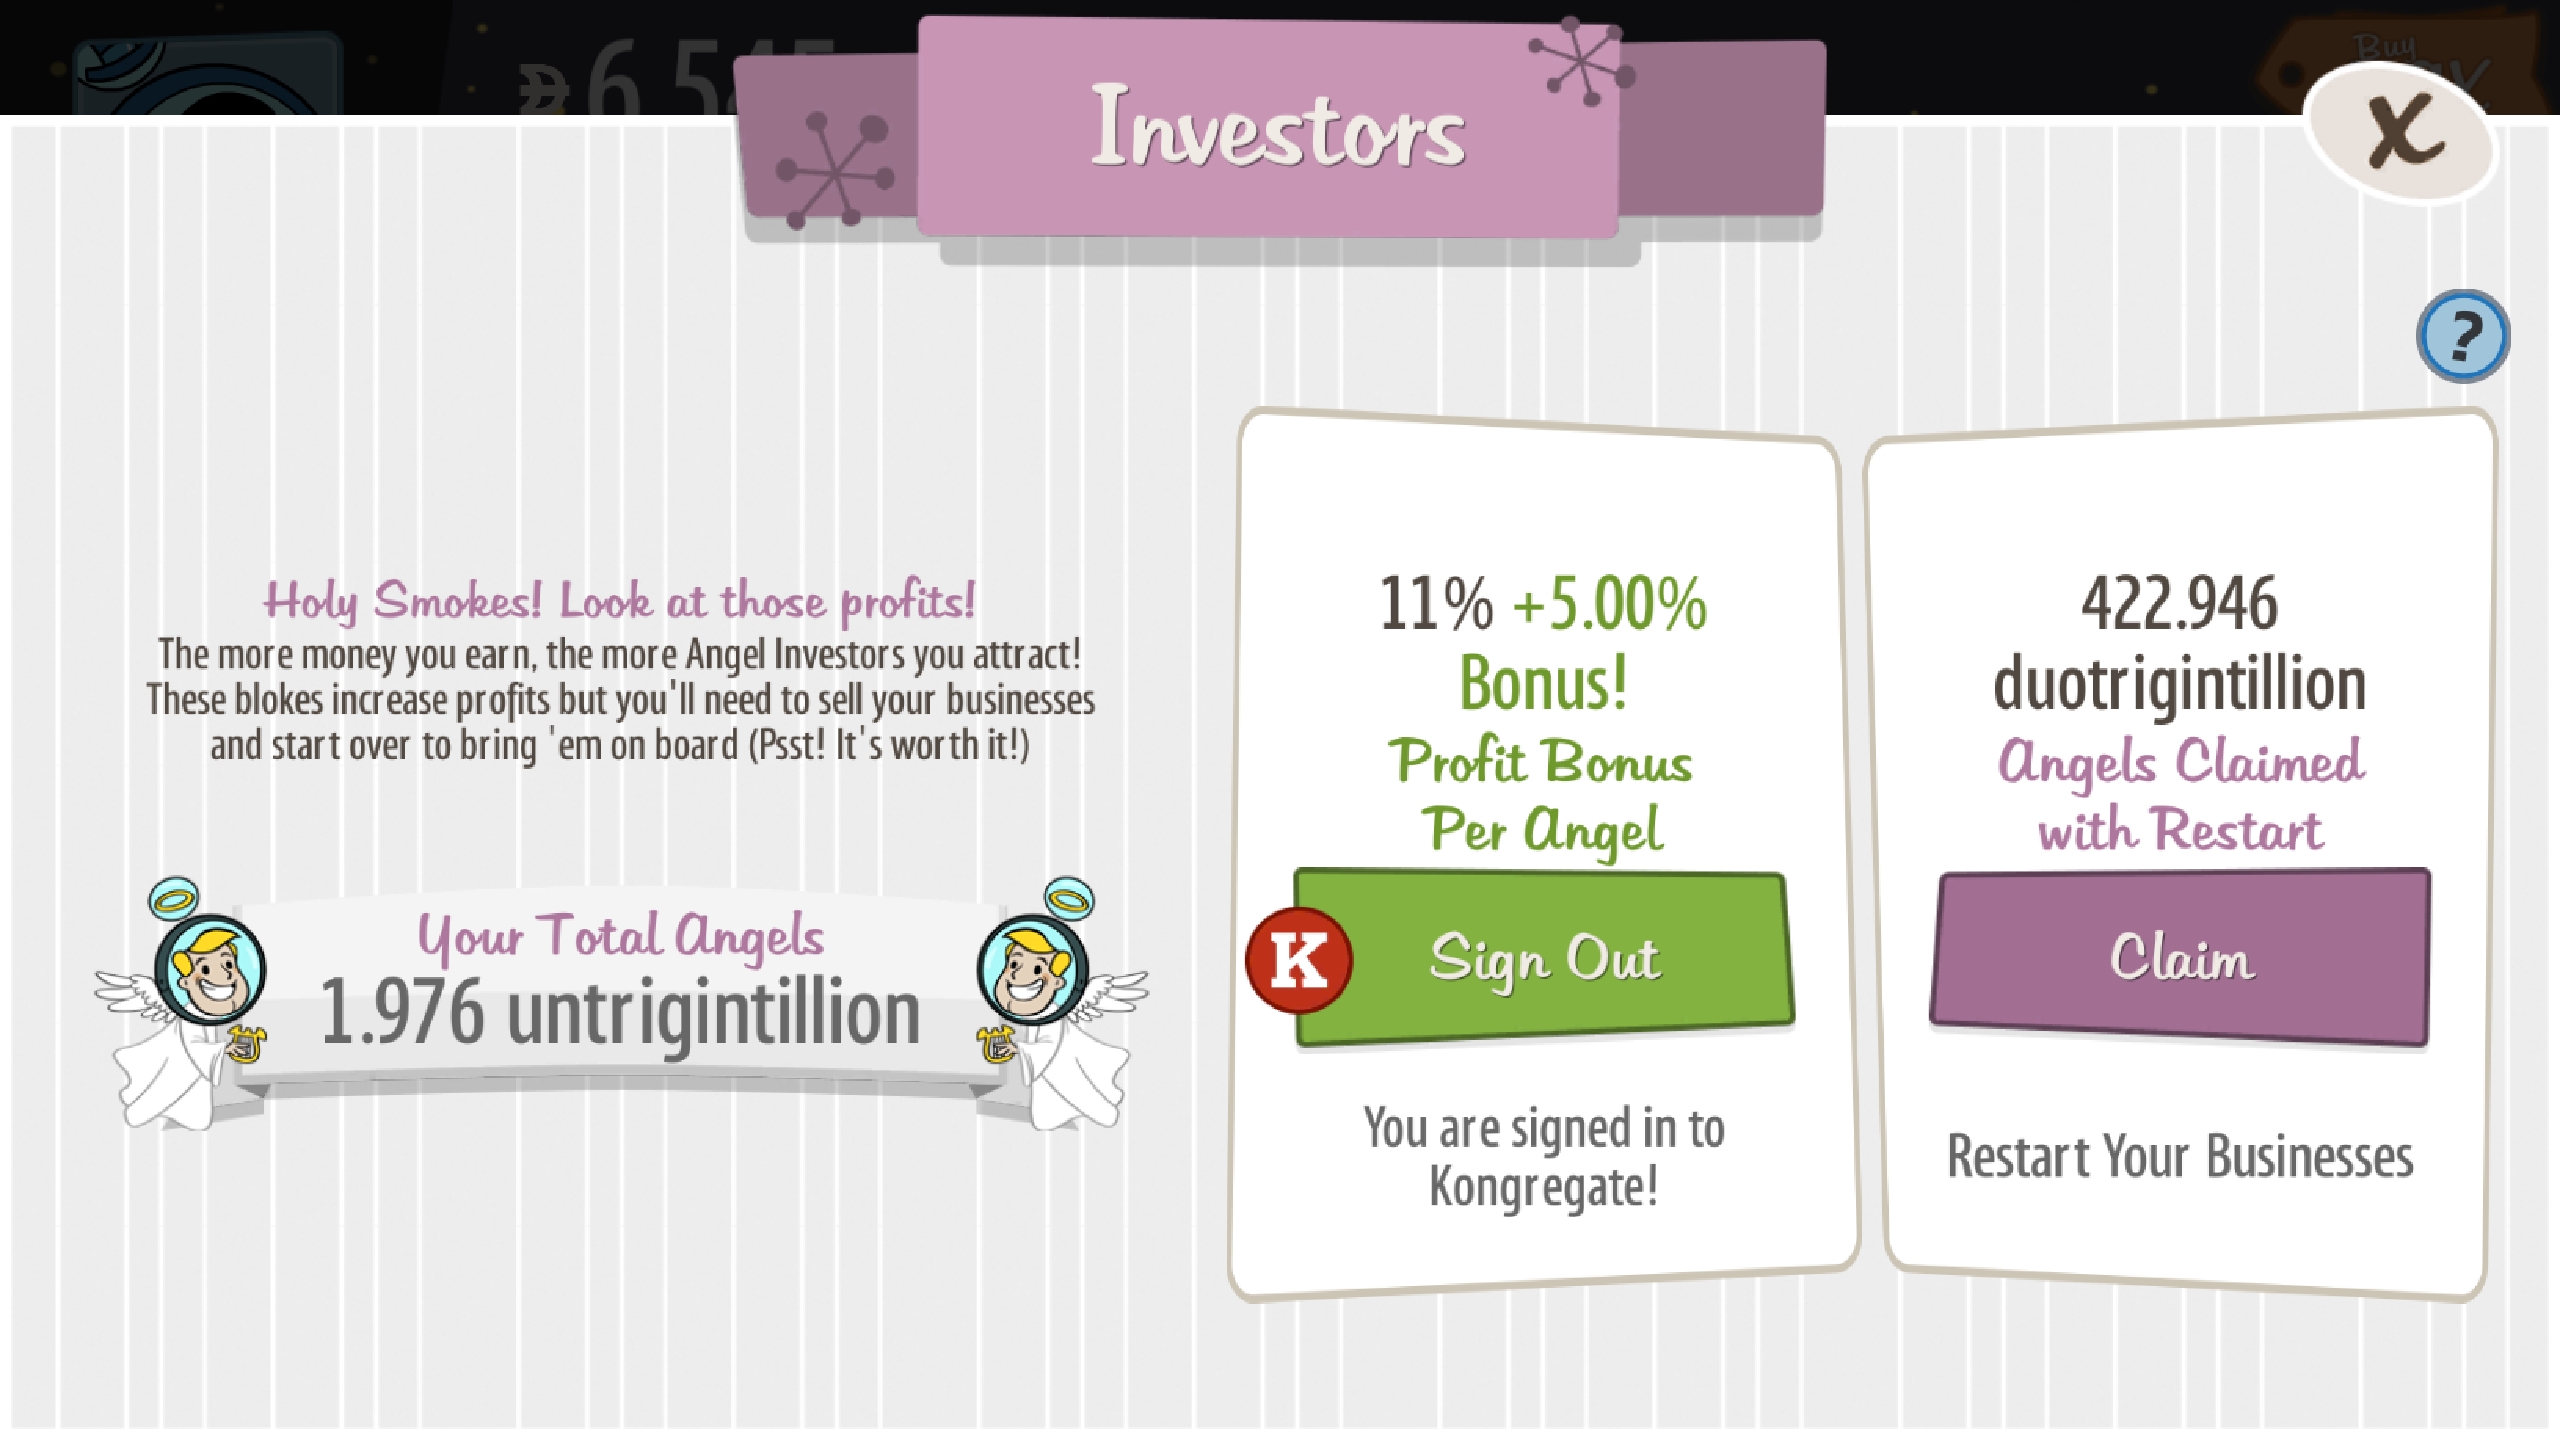 6.545
Buy
Investors
X
?
Holy Smokes! Look at those profits!
The more money you earn, the more Angel Investors you attract!
These blokes increase profits but you'll need to sell your businesses
and start over to bring 'em on board (Psst! It's worth it!)
Your Total Angels
1.976 untrigintillion
11% +5.00%
Bonus!
Profit Bonus
Per Angel
K
Sign Out
You are signed in to
Kongregate!
422.946
duotrigintillion
Angels Claimed
with Restart
Claim
Restart Your Businesses